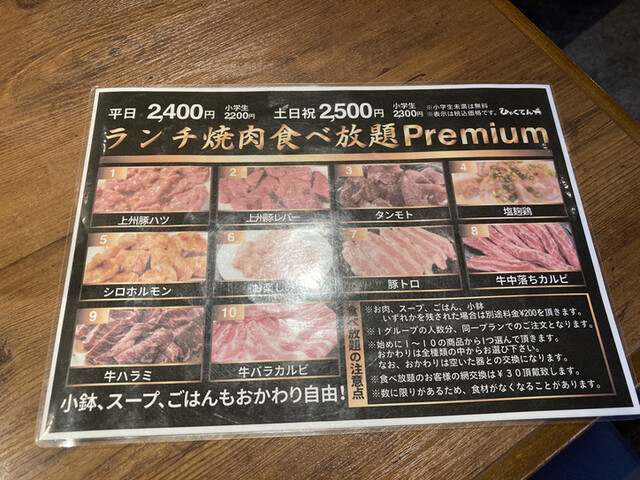 平日 2,400円 小学生 2,200円 土日祝 2,500円 小学生 2,300円 ※小学生未満は無料 ※表示は税込価格です。 ひゃくてん
ランチ焼肉食べ放題Premium
1 2 3 4
上州豚ハツ 上州豚レバー タンモト 塩麹鶏
5 6 7 8
シロホルモン お楽しみ 豚トロ 牛中落ちカルビ
9 10
牛ハラミ 牛バラカルビ
小鉢、スープ、ごはんもおかわり自由!
食べ放題の注意点
※お肉、スープ、ごはん、小鉢
いずれかを残された場合は別途料金¥200を頂きます。
※1グループの人数分、同一プランでのご注文となります。
※始めに1〜10の商品から1つ選んで頂きます。
おかわりは全種類の中からお選び下さい。
なお、おかわりは空いた器との交換になります。
※食べ放題のお客様の網交換は¥30頂戴致します。
※数に限りがあるため、食材がなくなることがあります。